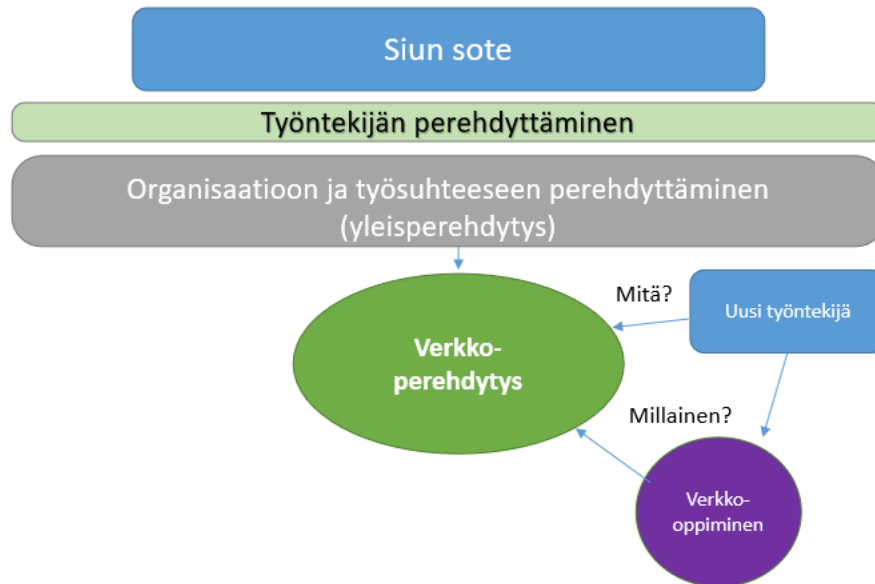 Siun sote
Työntekijän perehdyttäminen
Organisaatioon ja työsuhteeseen perehdyttäminen
(yleisperehdytys)
Mitä?
Uusi työntekijä
Verkko-
perehdytys
Millainen?
Verkko-
oppiminen